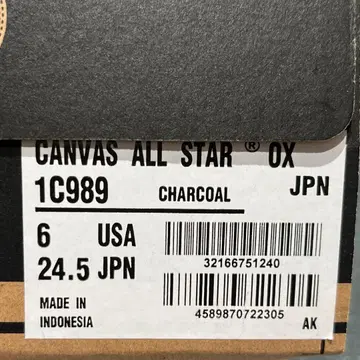 CANVAS ALL STAR ® OX
1C989 CHARCOAL JPN
6 USA
24.5 JPN
32166751240
MADE IN
INDONESIA
4589870722305
AK